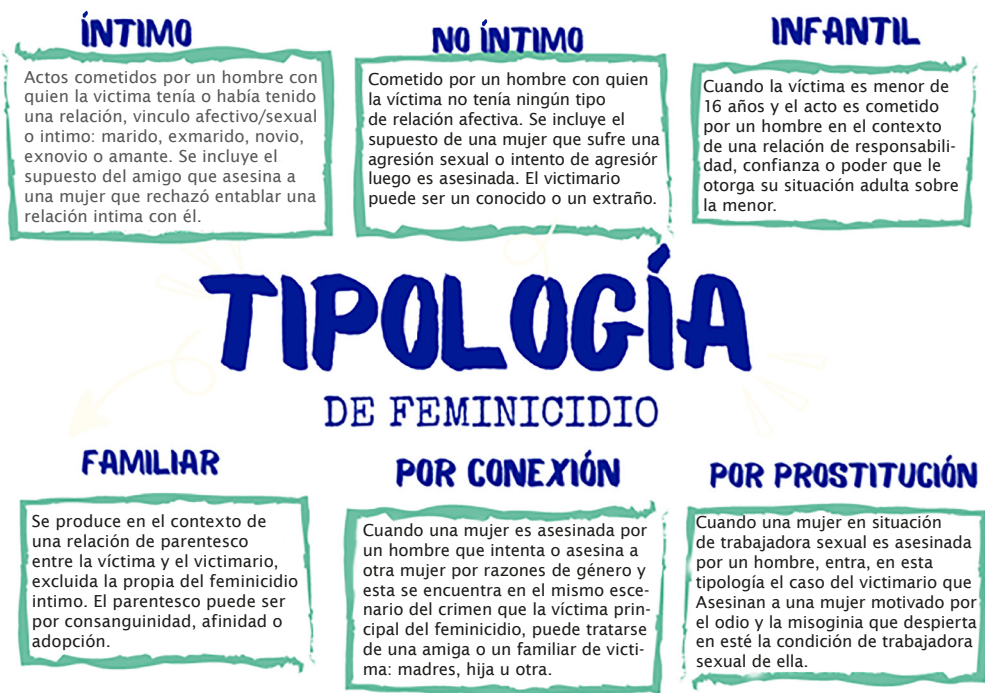 ÍNTIMO
Actos cometidos por un hombre con
quien la victima tenía o había tenido
una relación, vinculo afectivo/sexual
o intimo: marido, exmarido, novio,
exnovio o amante. Se incluye el
supuesto del amigo que asesina a
una mujer que rechazó entablar una
relación intima con él.
NO ÍNTIMO
Cometido por un hombre con quien
la víctima no tenía ningún tipo
de relación afectiva. Se incluye el
supuesto de una mujer que sufre una
agresión sexual o intento de agresiór
luego es asesinada. El victimario
puede ser un conocido o un extraño.
INFANTIL
Cuando la víctima es menor de
16 años y el acto es cometido
por un hombre en el contexto
de una relación de responsabili-
dad, confianza o poder que le
otorga su situación adulta sobre
la menor.
TIPOLOGÍA
DE FEMINICIDIO
FAMILIAR
Se produce en el contexto de
una relación de parentesco
entre la víctima y el victimario,
excluida la propia del feminicidio
intimo. El parentesco puede ser
por consanguinidad, afinidad o
adopción.
POR CONEXIÓN
Cuando una mujer es asesinada por
un hombre que intenta o asesina a
otra mujer por razones de género y
esta se encuentra en el mismo esce-
nario del crimen que la víctima prin-
cipal del feminicidio, puede tratarse
de una amiga o un familiar de victi-
ma: madres, hija u otra.
POR PROSTITUCIÓN
Cuando una mujer en situación
de trabajadora sexual es asesinada
por un hombre, entra, en esta
tipología el caso del victimario que
Asesinan a una mujer motivado por
el odio y la misoginia que despierta
en esté la condición de trabajadora
sexual de ella.